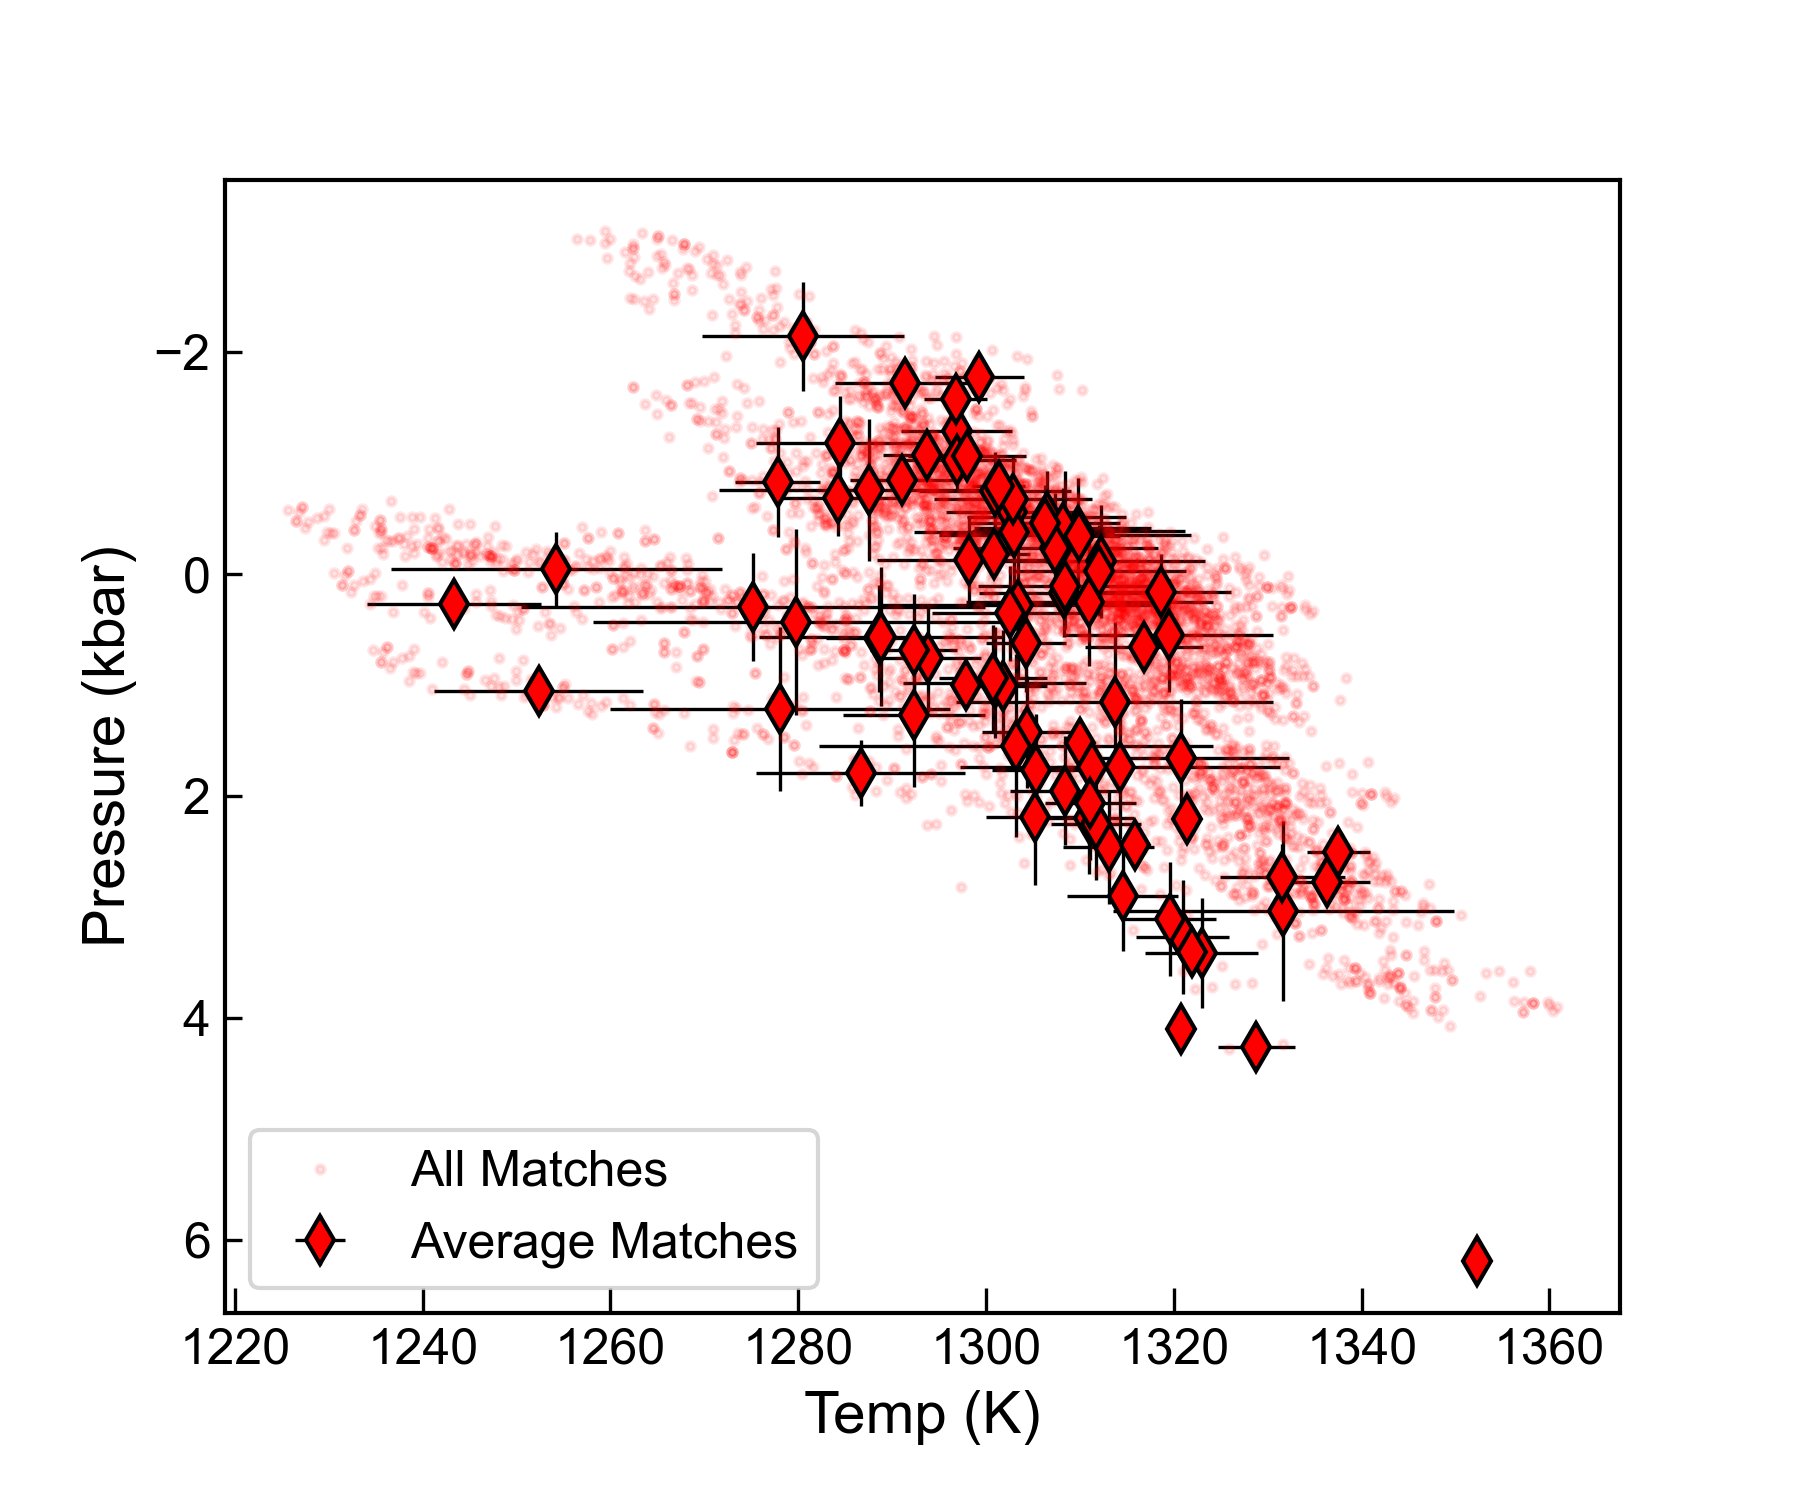 −2
0
2
4
6
Pressure (kbar)
All Matches
Average Matches
1220 1240 1260 1280 1300 1320 1340 1360
Temp (K)